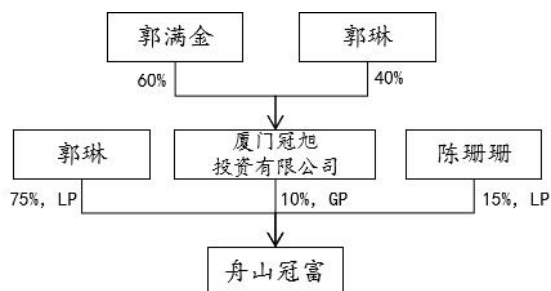 郭满金
郭琳
60%
40%
郭琳
厦门冠旭
投资有限公司
陈珊珊
75%, LP
10%, GP
15%, LP
舟山冠富